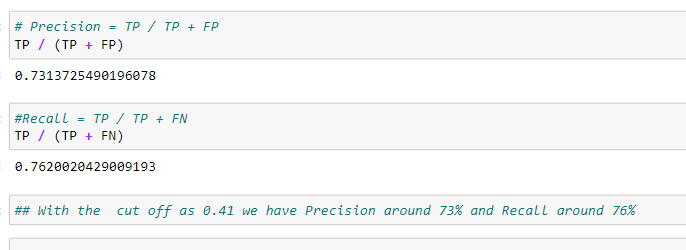 # Precision = TP / TP + FP
TP / (TP + FP)
0.7313725490196078
#Recall = TP / TP + FN
TP / (TP + FN)
0.7620020429009193
## With the  cut off as 0.41 we have Precision around 73% and Recall around 76%